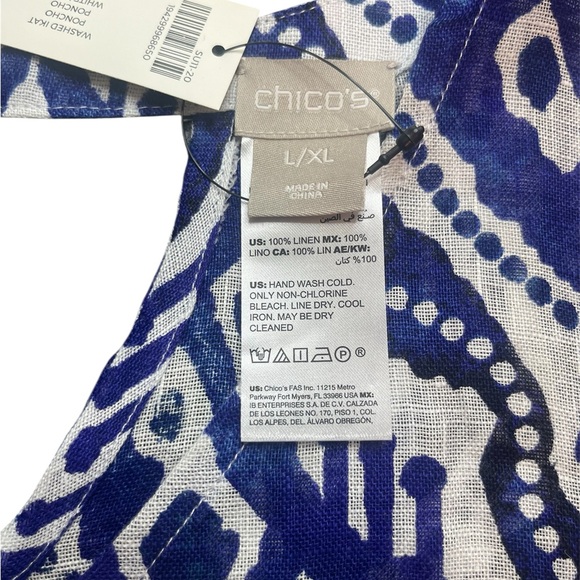 WASHED IKAT
PONCHO
PONCHO
SUIT-20
chico's®
L/XL
MADE IN
CHINA
صنع في الصين
US: 100% LINEN MX: 100%
LINO CA: 100% LIN AE/KW:
100% كتان
US: HAND WASH COLD.
ONLY NON-CHLORINE
BLEACH. LINE DRY. COOL
IRON. MAY BE DRY
CLEANED
P
US: Chico's FAS Inc. 11215 Metro
Parkway Fort Myers, FL 33966 USA MX:
IB ENTERPRISES S.A. DE C.V. CALZADA
DE LOS LEONES NO. 170, PISO 1, COL.
LOS ALPES, DEL. ÁLVARO OBREGÓN,